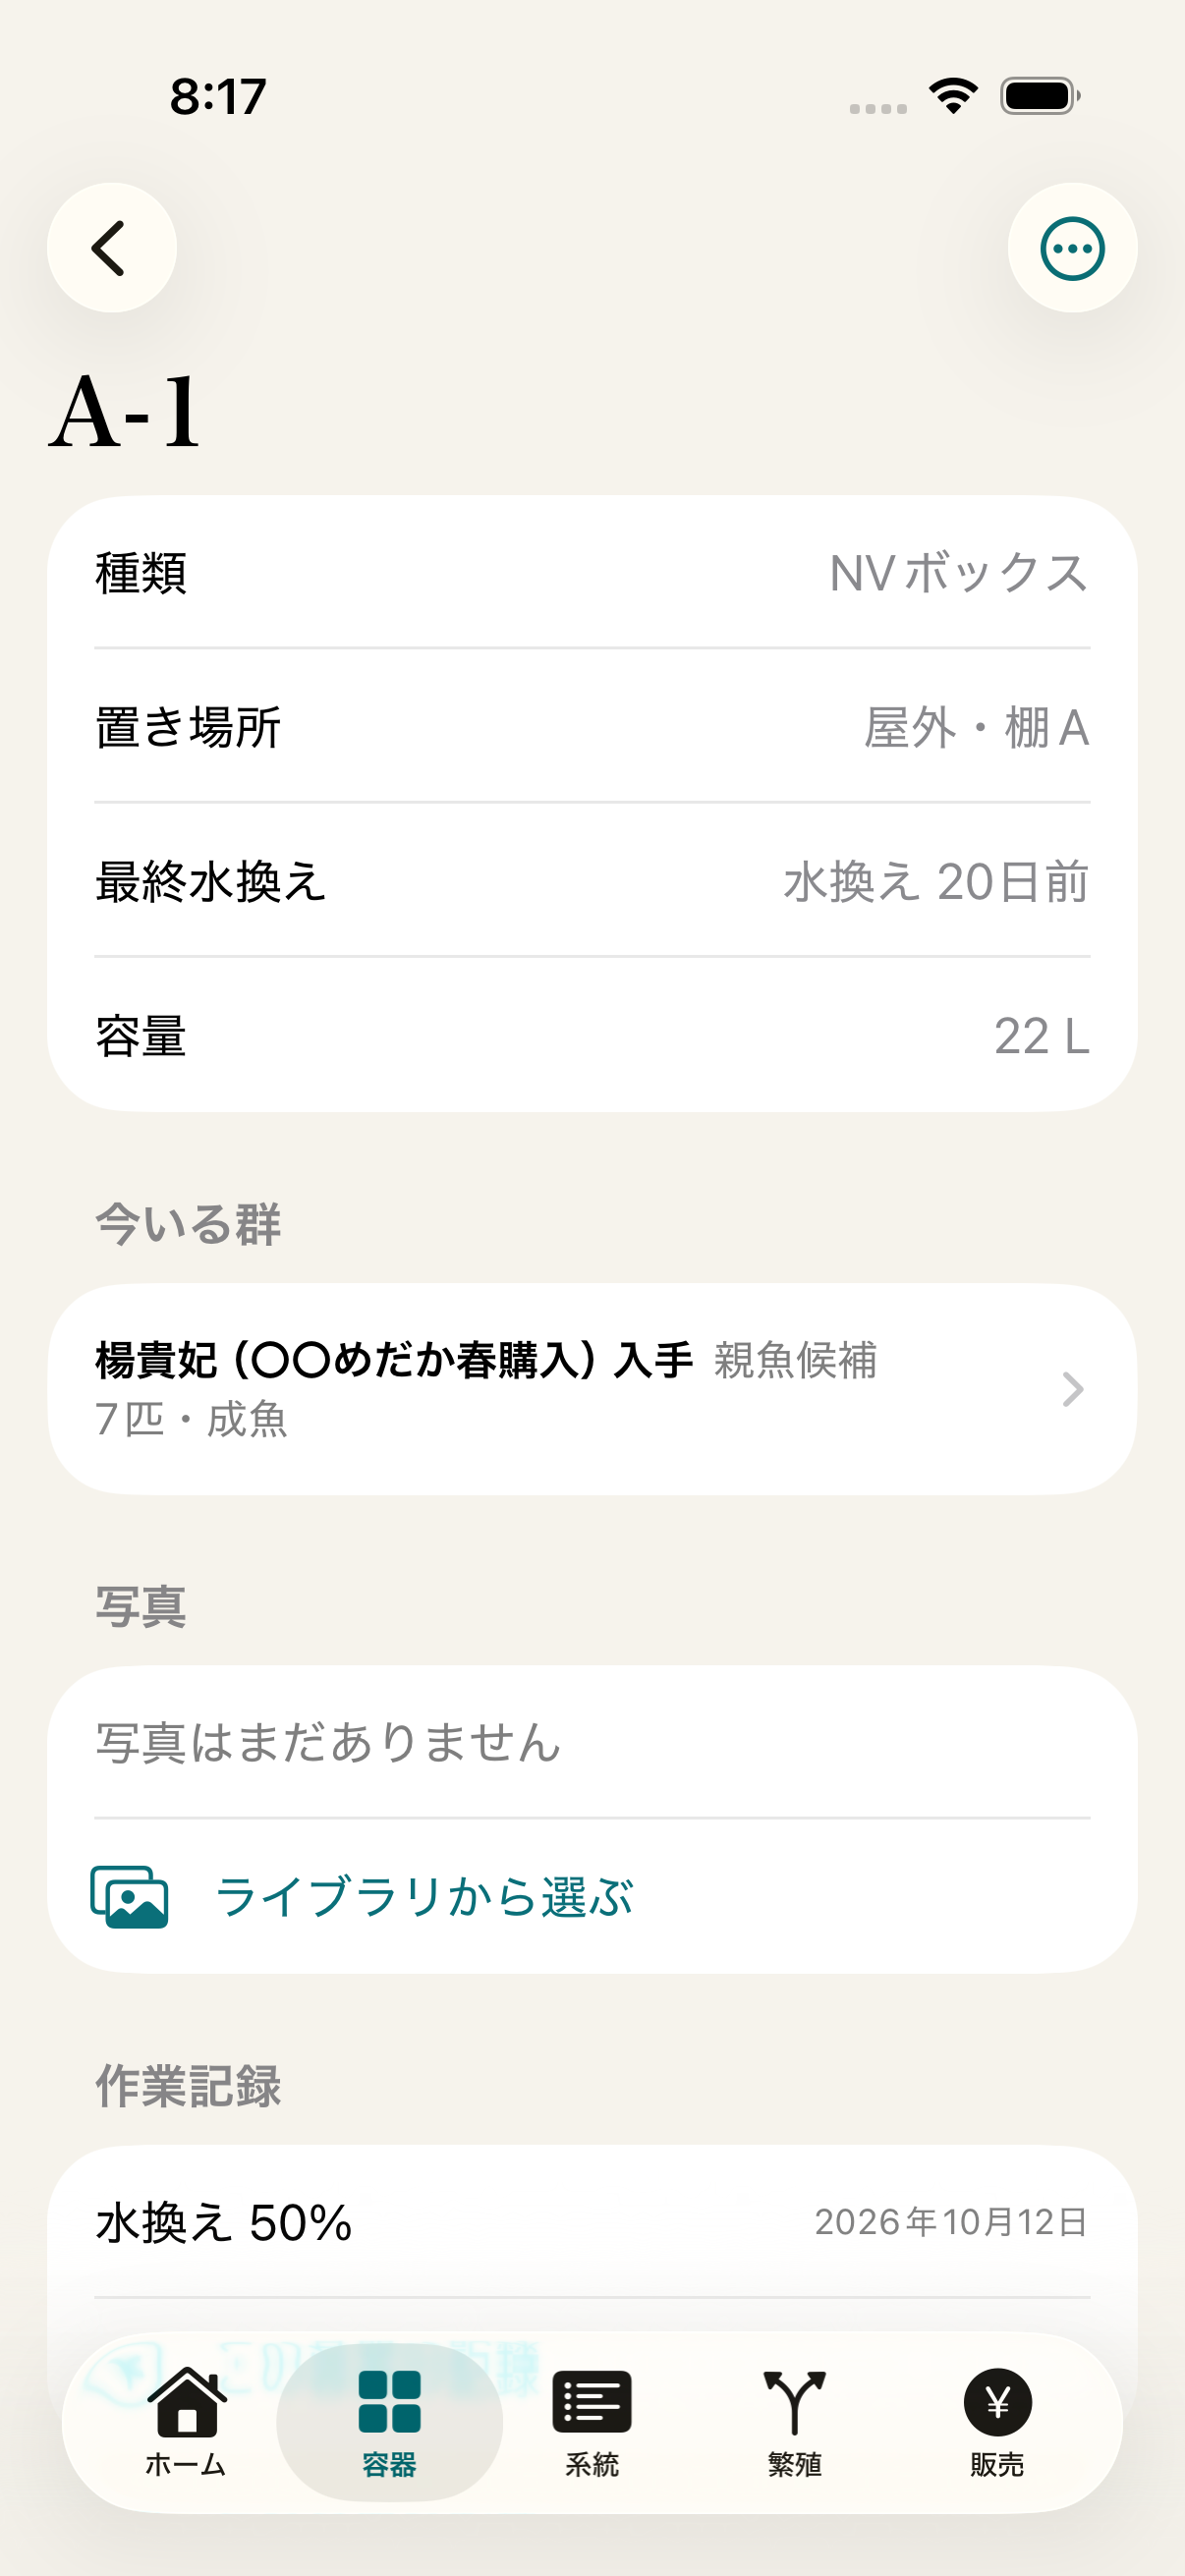 8:17
A-1
種類 NVボックス
置き場所 屋外・棚A
最終水換え 水換え 20日前
容量 22 L
今いる群
楊貴妃（〇〇めだか春購入）入手 親魚候補
7匹・成魚
写真
写真はまだありません
ライブラリから選ぶ
作業記録
水換え 50% 2026年10月12日
ホーム 容器 系統 繁殖 販売